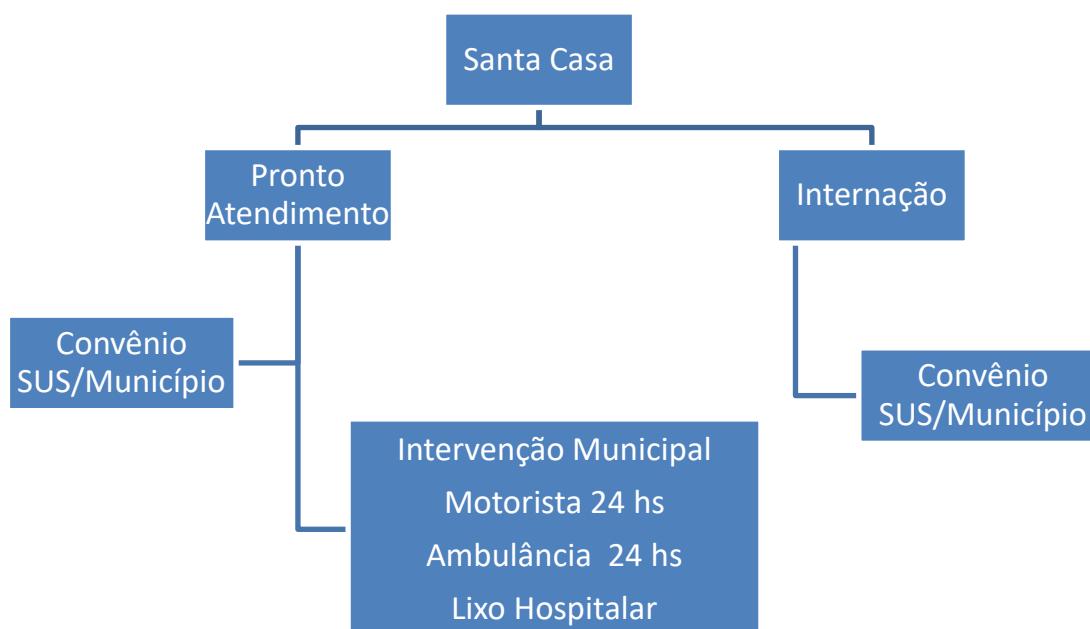 Santa Casa
Pronto
Atendimento
Internação
Convênio
SUS/Município
Convênio
SUS/Município
Intervenção Municipal
Motorista 24 hs
Ambulância 24 hs
Lixo Hospitalar